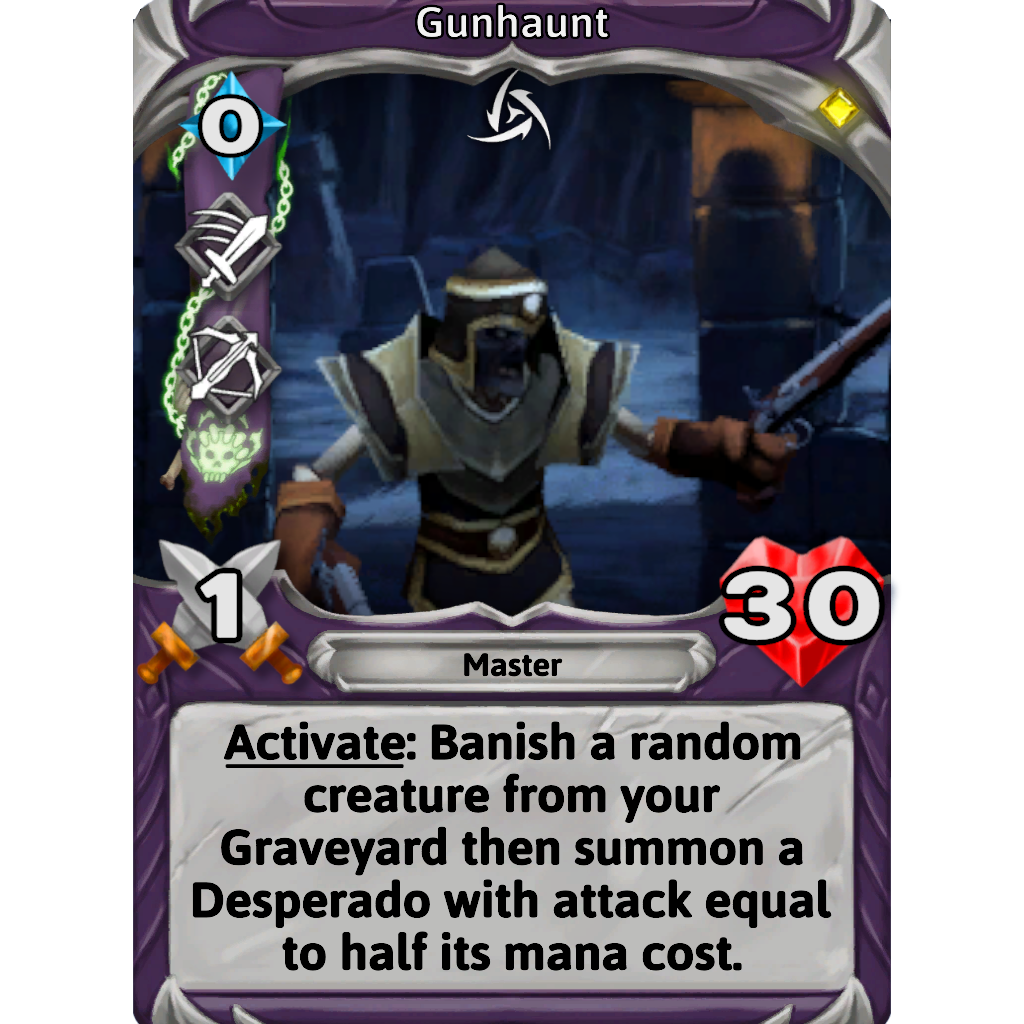 Gunhaunt
0
1
30
Master
Activate: Banish a random
creature from your
Graveyard then summon a
Desperado with attack equal
to half its mana cost.